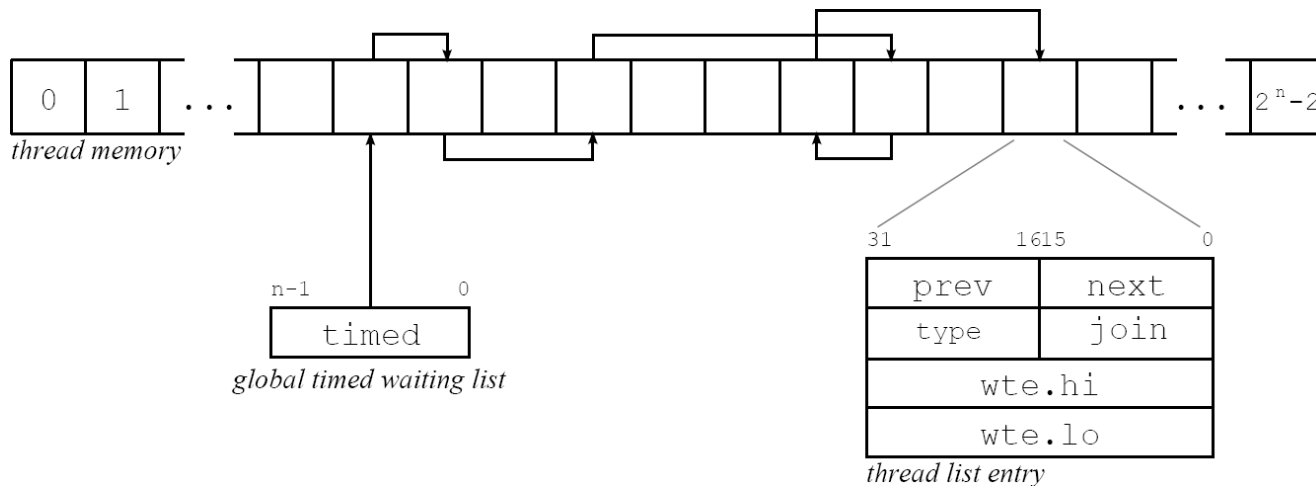 0 1 ... ... 2^n-2
thread memory
31 1615 0
n-1 0
prev next
timed
type join
global timed waiting list
wte.hi
wte.lo
thread list entry